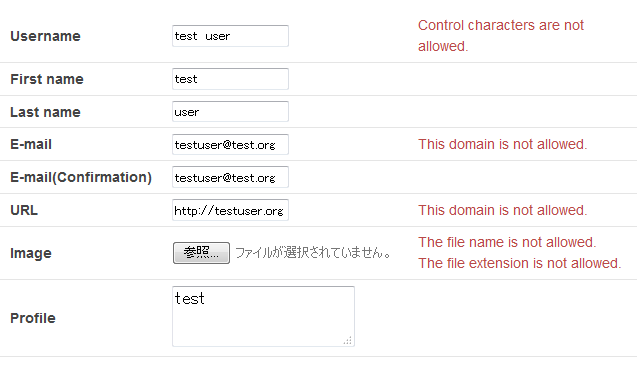 Username test user Control characters are not
allowed.
First name test
Last name user
E-mail testuser@test.org This domain is not allowed.
E-mail(Confirmation) testuser@test.org
URL http://testuser.org This domain is not allowed.
Image 参照... ファイルが選択されていません。 The file name is not allowed.
The file extension is not allowed.
Profile test